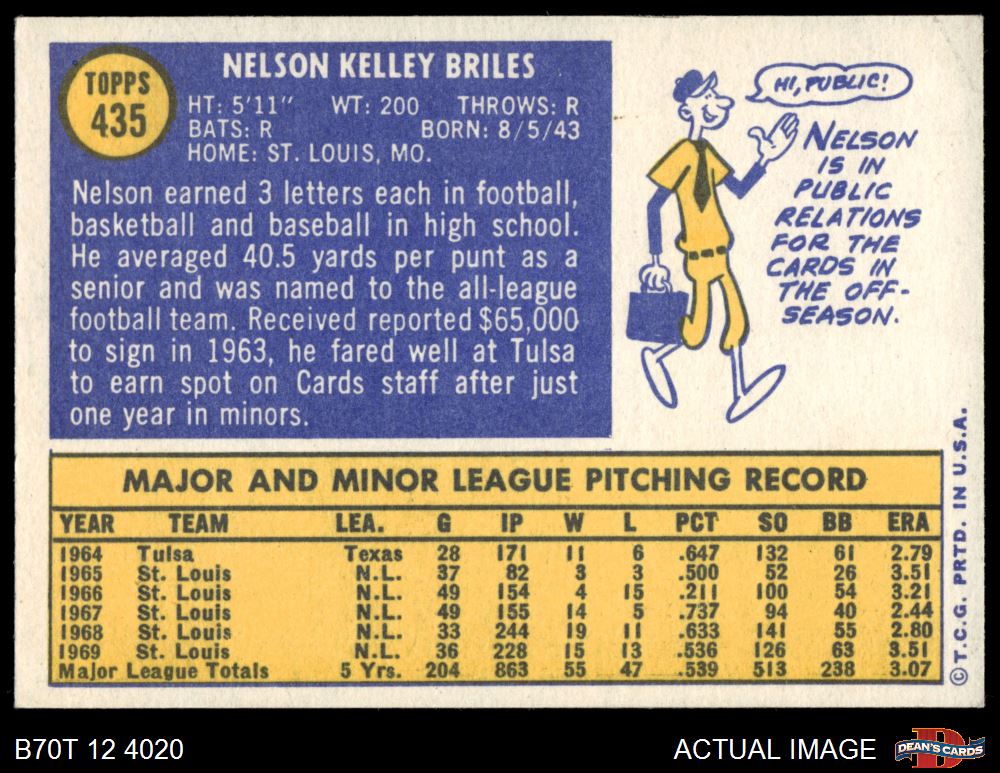 TOPPS
435
NELSON KELLEY BRILES
HT: 5'11" WT: 200 THROWS: R
BATS: R BORN: 8/5/43
HOME: ST. LOUIS, MO.
Nelson earned 3 letters each in football,
basketball and baseball in high school.
He averaged 40.5 yards per punt as a
senior and was named to the all-league
football team. Received reported $65,000
to sign in 1963, he fared well at Tulsa
to earn spot on Cards staff after just
one year in minors.
HI, PUBLIC!
NELSON
IS IN
PUBLIC
RELATIONS
FOR THE
CARDS IN
THE OFF-
SEASON.
MAJOR AND MINOR LEAGUE PITCHING RECORD
YEAR TEAM LEA. G IP W L PCT SO BB ERA
1964 Tulsa Texas 28 171 11 6 .647 132 61 2.79
1965 St. Louis N.L. 37 82 3 3 .500 52 26 3.51
1966 St. Louis N.L. 49 154 4 15 .211 100 54 3.21
1967 St. Louis N.L. 49 155 14 5 .737 94 40 2.44
1968 St. Louis N.L. 33 244 19 11 .633 141 55 2.80
1969 St. Louis N.L. 36 228 15 13 .536 126 63 3.51
Major League Totals 5 Yrs. 204 863 55 47 .539 513 238 3.07
©T.C.G. PRTD. IN U.S.A.
B70T 12 4020
ACTUAL IMAGE
DEAN'S CARDS